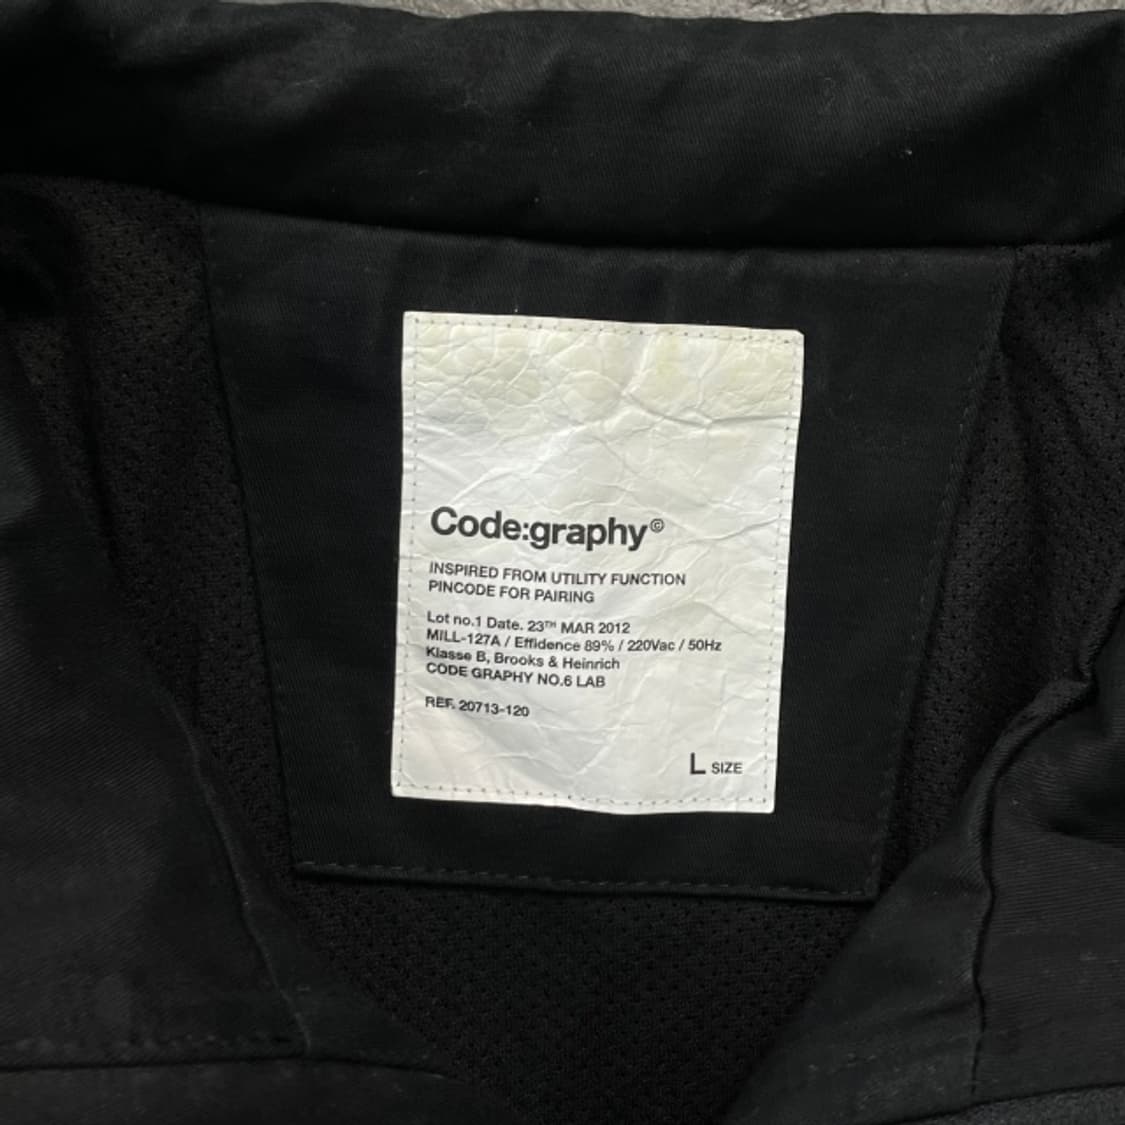 Code:graphy©
INSPIRED FROM UTILITY FUNCTION
PINCODE FOR PAIRING
Lot no.1 Date. 23TH MAR 2012
MILL-127A / Effidence 89% / 220Vac / 50Hz
Klasse B, Brooks & Heinrich
CODE GRAPHY NO.6 LAB
REF. 20713-120
L SIZE